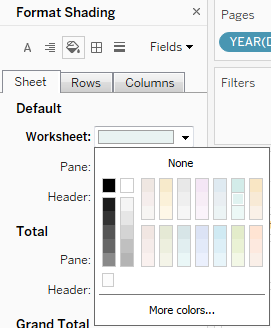 Format Shading
×
Pages
A
Fields
YEAR(D
Sheet
Rows
Columns
Filters
Default
Worksheet:
None
Pane:
Header:
Total
Pane:
Header:
More colors...
Grand Total